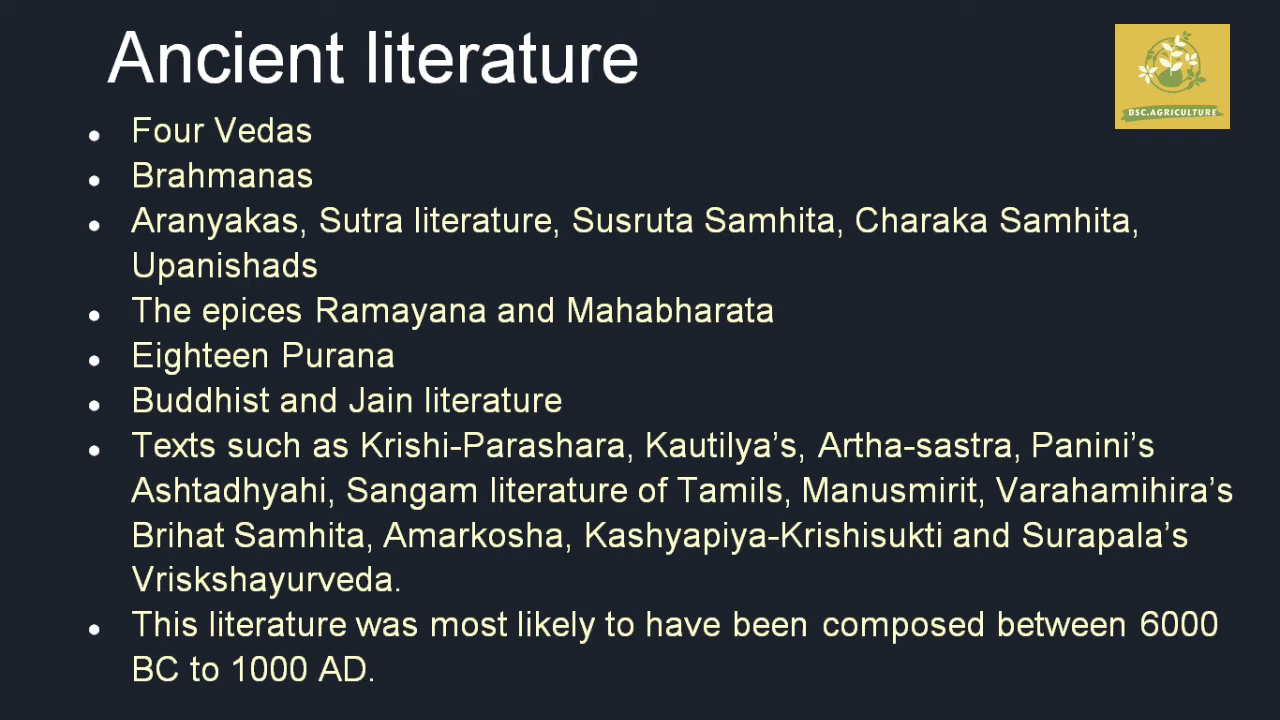 Ancient literature
BSC.AGRICULTURE
Four Vedas
Brahmanas
Aranyakas, Sutra literature, Susruta Samhita, Charaka Samhita,
Upanishads
The epices Ramayana and Mahabharata
Eighteen Purana
Buddhist and Jain literature
Texts such as Krishi-Parashara, Kautilya’s, Artha-sastra, Panini’s
Ashtadhyahi, Sangam literature of Tamils, Manusmirit, Varahamihira’s
Brihat Samhita, Amarkosha, Kashyapiya-Krishisukti and Surapala’s
Vriskshayurveda.
This literature was most likely to have been composed between 6000
BC to 1000 AD.